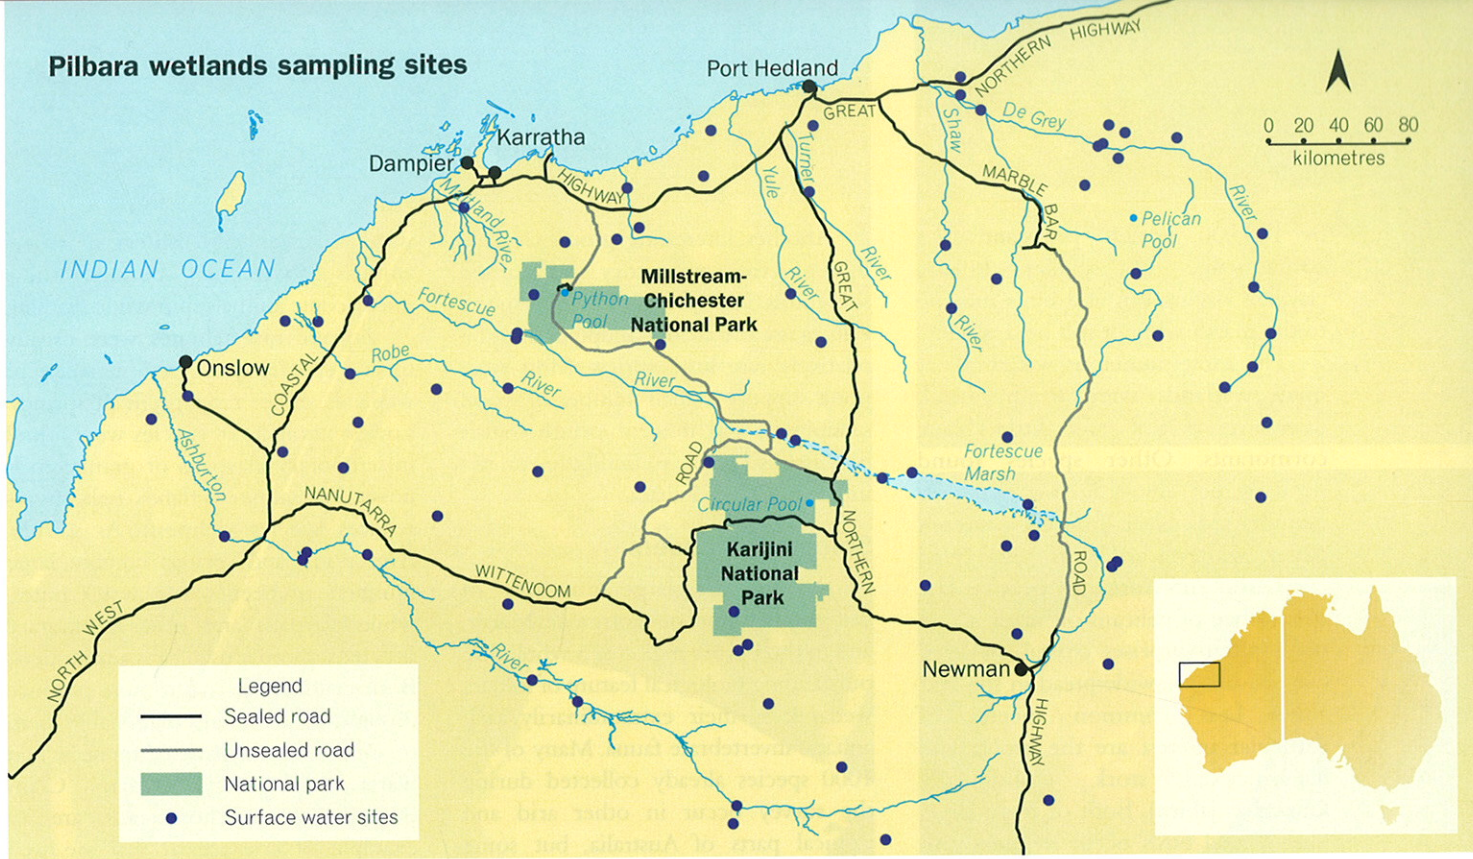 Pilbara wetlands sampling sites
Port Hedland
GREAT
NORTHERN
HIGHWAY
0 20 40 60 80
kilometres
Karratha
Dampier
HIGHWAY
Maitland River
Yule
River
Turner
River
Shaw
River
De Grey
River
MARBLE
BAR
ROAD
Pelican
Pool
INDIAN OCEAN
Millstream-
Chichester
National Park
Python
Pool
Fortescue
River
Robe
River
GREAT
NORTHERN
HIGHWAY
Onslow
COASTAL
Ashburton
River
NANUTARRA
WITTENOOM
ROAD
Fortescue
Marsh
Circular Pool
Karijini
National
Park
Newman
NORTH WEST
Legend
Sealed road
Unsealed road
National park
Surface water sites